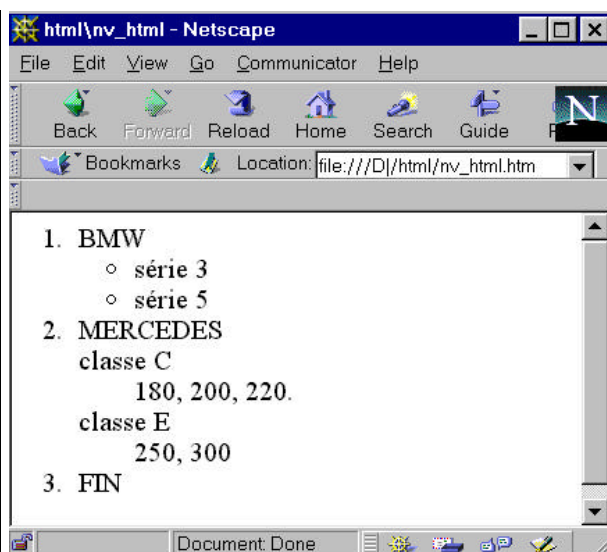 html\nv_html - Netscape
File Edit View Go Communicator Help
Back Forward Reload Home Search Guide
N
Bookmarks Location: file:///D|/html/nv_html.htm
1. BMW
série 3
série 5
2. MERCEDES
classe C
180, 200, 220.
classe E
250, 300
3. FIN
Document: Done